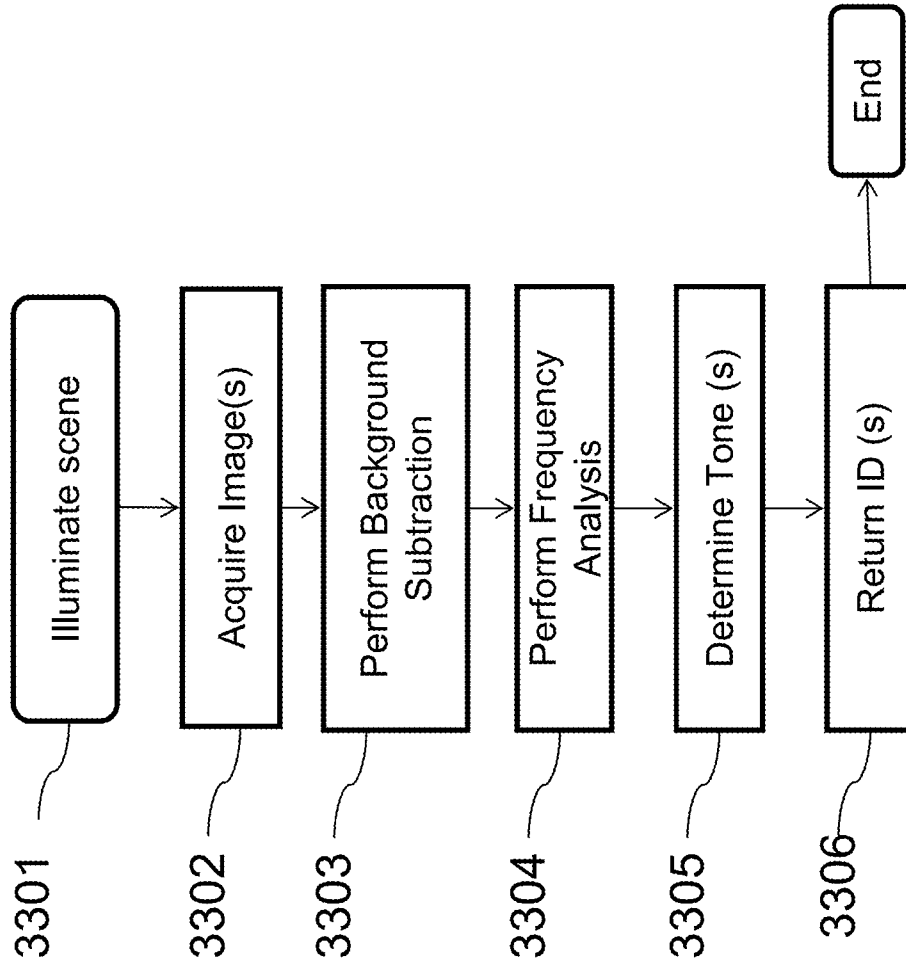 3301
Illuminate scene
3302
Acquire Image(s)
3303
Perform Background
Subtraction
3304
Perform Frequency
Analysis
3305
Determine Tone (s)
3306
Return ID (s)
End